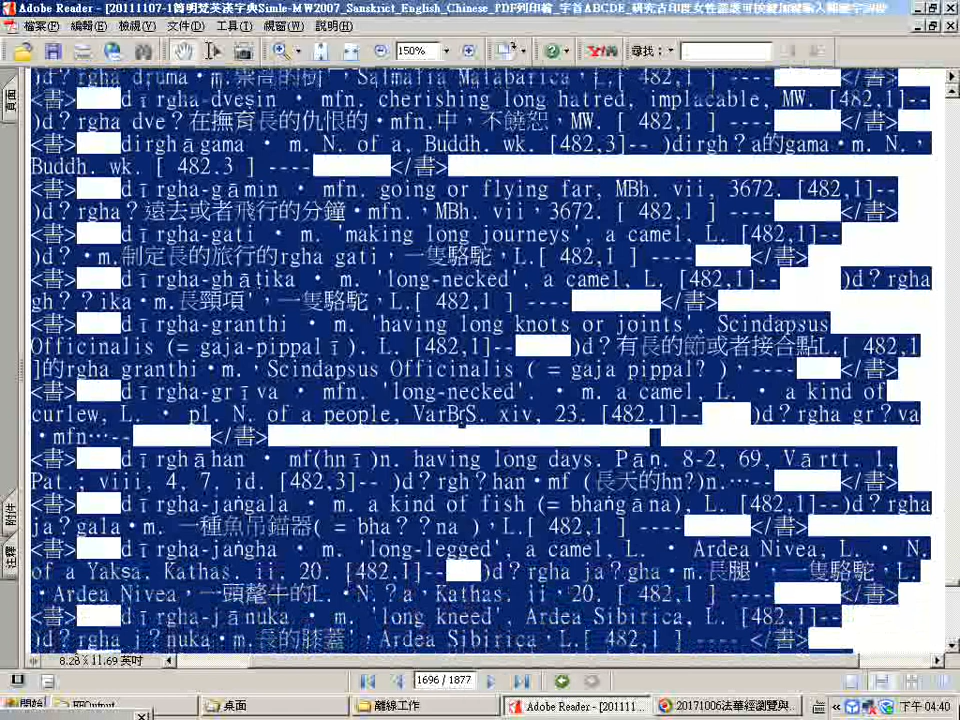 Adobe Reader - [20111107-1簡明梵英漢字典Simle-MW2007_Sanskrict_English_Chinese_PDF列印檔_字首ABCDE_研究古印度女性
檔案(F) 編輯(E) 檢視(V) 文件(D) 工具(T) 視窗(W) 說明(H)
150% 尋找：
)d?rgha druma‧m.崇高的樹', Salmalia Malabarica, L.[ 482,1 ] ----</書>
<書> dīrgha-dveṣin ‧ mfn. cherishing long hatred, implacable, MW. [482,1]--
)d?rgha dve?在撫育長的仇恨的‧mfn.中，不饒恕，MW. [ 482,1 ] ----</書>
<書> dirghāgama ‧ m. N. of a, Buddh. wk. [482,3]-- )dirgh?a的gama‧m. N.，
Buddh. wk. [ 482.3 ] ----</書>
<書> dīrgha-gāmin ‧ mfn. going or flying far, MBh. vii, 3672. [482,1]--
)d?rgha?遠去或者飛行的分鐘‧mfn.，MBh. vii，3672. [ 482,1 ] ----</書>
<書> dīrgha-gati ‧ m. 'making long journeys', a camel, L. [482,1]--
)d?‧m.制定長的旅行的rgha gati，一隻駱駝，L.[ 482,1 ] ----</書>
<書> dīrgha-ghāṭika ‧ m. 'long-necked', a camel, L. [482,1]-- )d?rgha
gh??ika‧m.長頸項'，一隻駱駝，L.[ 482,1 ] ----</書>
<書> dīrgha-granthi ‧ m. 'having long knots or joints', Scindapsus
Officinalis (= gaja-pippalī). L. [482,1]-- )d?有長的節或者接合點L.[ 482,1
]的rgha granthi‧m., Scindapsus Officinalis ( = gaja pippal? )，----</書>
<書> dīrgha-grīva ‧ mfn. 'long-necked' ‧ m. a camel, L. ‧ a kind of
curlew, L. ‧ pl. N. of a people, VarBṛS. xiv, 23. [482,1]-- )d?rgha gr?va
‧mfn…-- </書>
<書> dīrghāhan ‧ mf(hnī)n. having long days. Pāṇ. 8-2, 69, Vārtt. 1,
Pat.; viii, 4, 7, id. [482,3]-- )d?rgh?han‧mf (長天的hn?)n.…-- </書>
<書> dīrgha-jaṅgala ‧ m. a kind of fish (= bhaṅgāna), L. [482,1]-- )d?rgha
ja?gala‧m. 一種魚吊錨器( = bha??na )，L.[ 482,1 ] ----</書>
<書> dīrgha-jaṅgha ‧ m. 'long-legged', a camel, L. ‧ Ardea Nivea, L. ‧ N.
of a Yakṣa. Kathās. ii, 20. [482,1]-- )d?rgha ja?gha‧m.長腿'，一隻駱駝，L.
‧Ardea Nivea，一頭氂牛的L.‧N.?a，Kathas. ii，20. [ 482,1 ] ----</書>
<書> dīrgha-jānuka ‧ m. 'long kneed' Ardea Sibirica, L. [482,1]--
)d?rgha j?nuka‧m.長的膝蓋'，Ardea Sibirica，L.[ 482,1 ] ---- </書>
頁面
附件
注釋
8.26 x 11.69 英吋
1696 / 1877
開始 桌面 離線工作 Adobe Reader - [201111... 20171006法華經瀏覽與... 下午 04:40